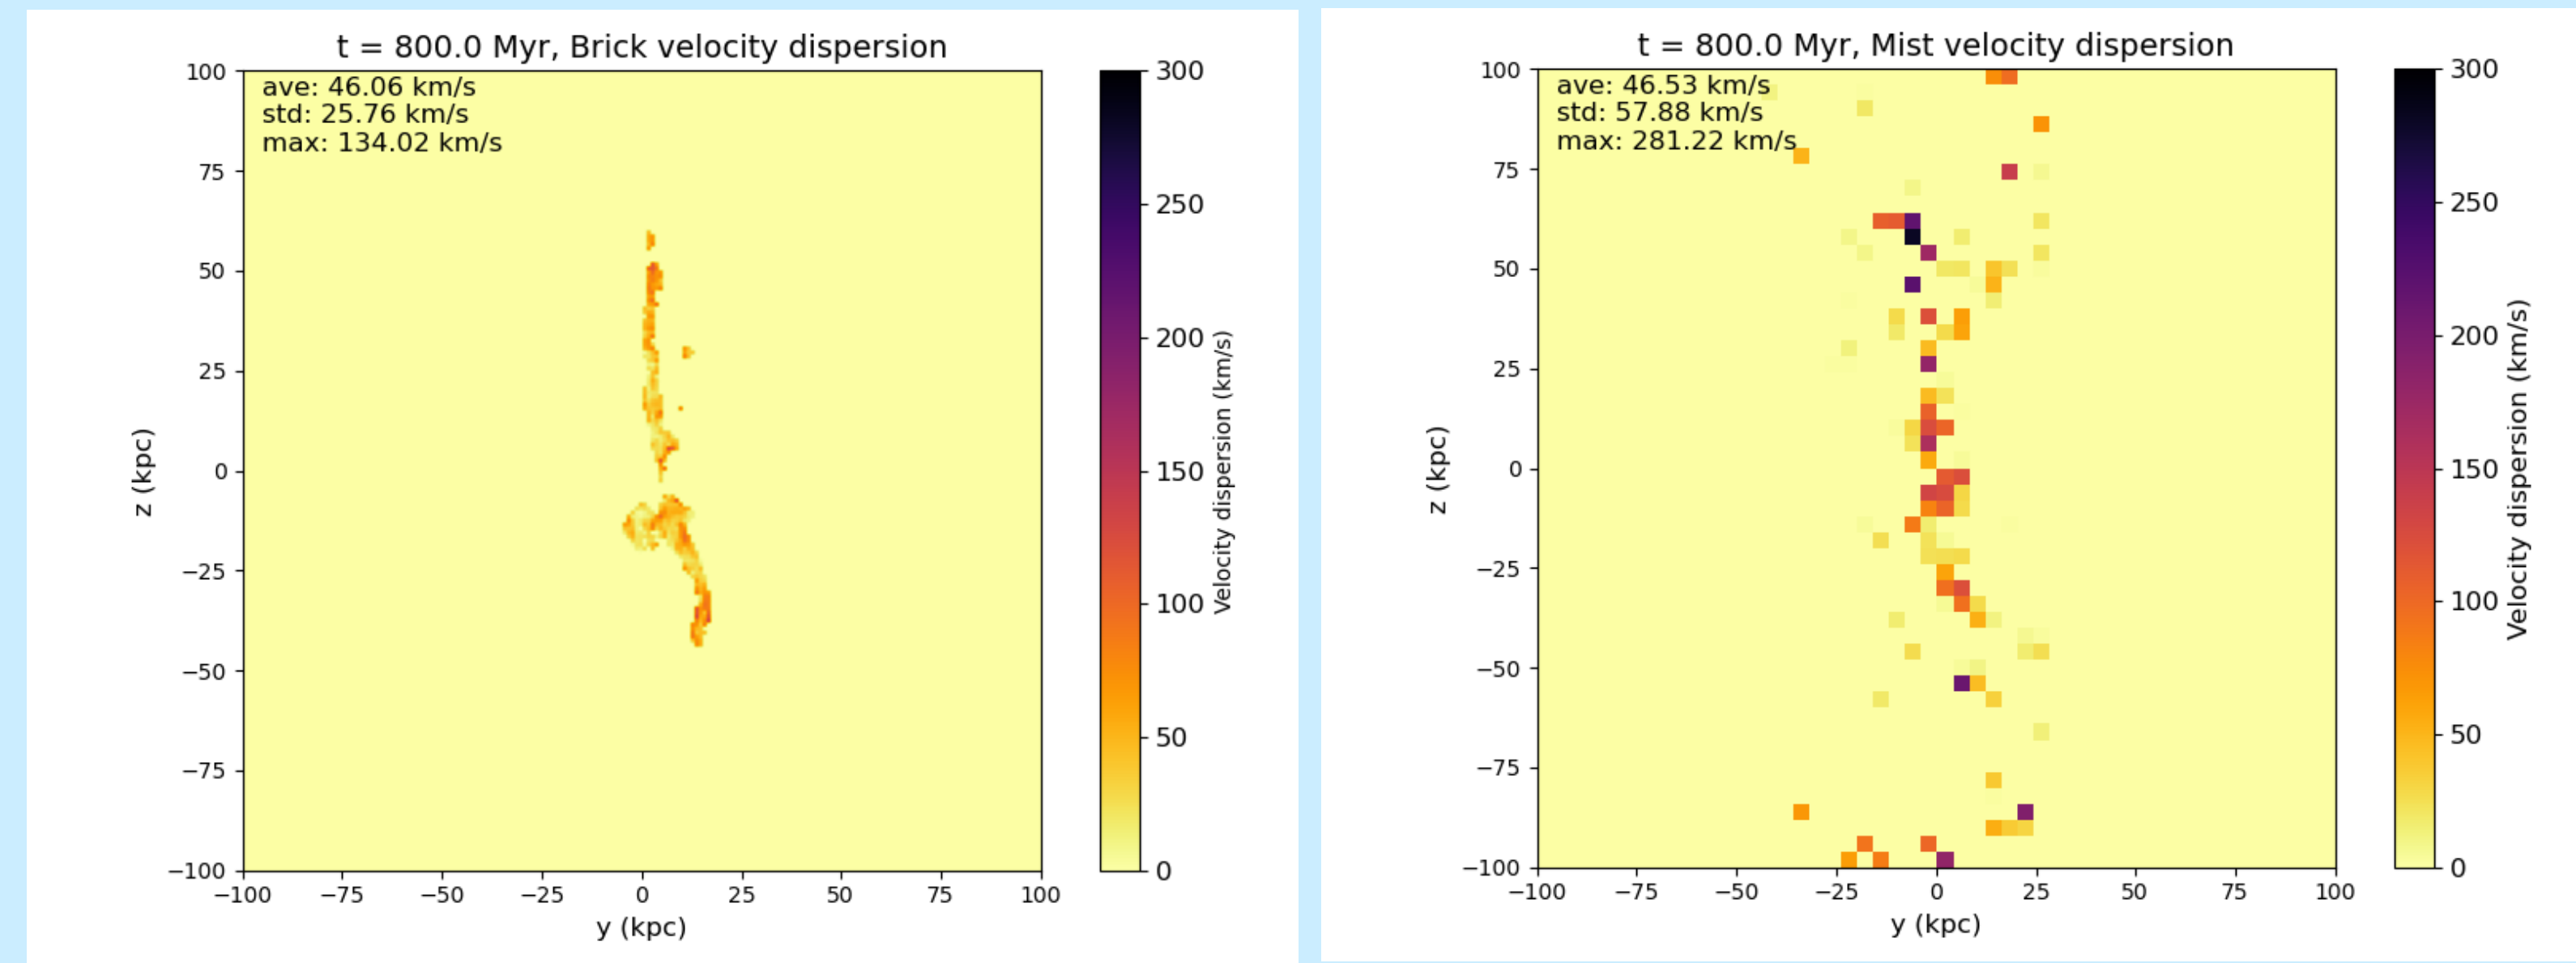 t = 800.0 Myr, Brick velocity dispersion
ave: 46.06 km/s
std: 25.76 km/s
max: 134.02 km/s
100
75
50
25
0
−25
−50
−75
−100
z (kpc)
−100 −75 −50 −25 0 25 50 75 100
y (kpc)
300
250
200
150
100
50
0
Velocity dispersion (km/s)
t = 800.0 Myr, Mist velocity dispersion
ave: 46.53 km/s
std: 57.88 km/s
max: 281.22 km/s
100
75
50
25
0
−25
−50
−75
−100
z (kpc)
−100 −75 −50 −25 0 25 50 75 100
y (kpc)
300
250
200
150
100
50
0
Velocity dispersion (km/s)